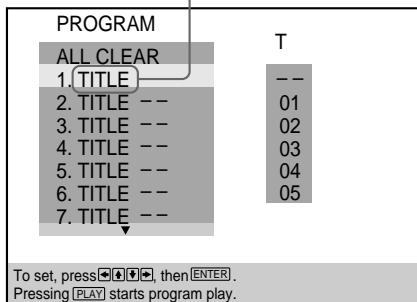 PROGRAM
T
ALL CLEAR
1. TITLE
– –
2. TITLE – –
01
3. TITLE – –
02
4. TITLE – –
03
5. TITLE – –
04
6. TITLE – –
05
7. TITLE – –
To set, press ←↑↓→, then ENTER.
Pressing PLAY starts program play.